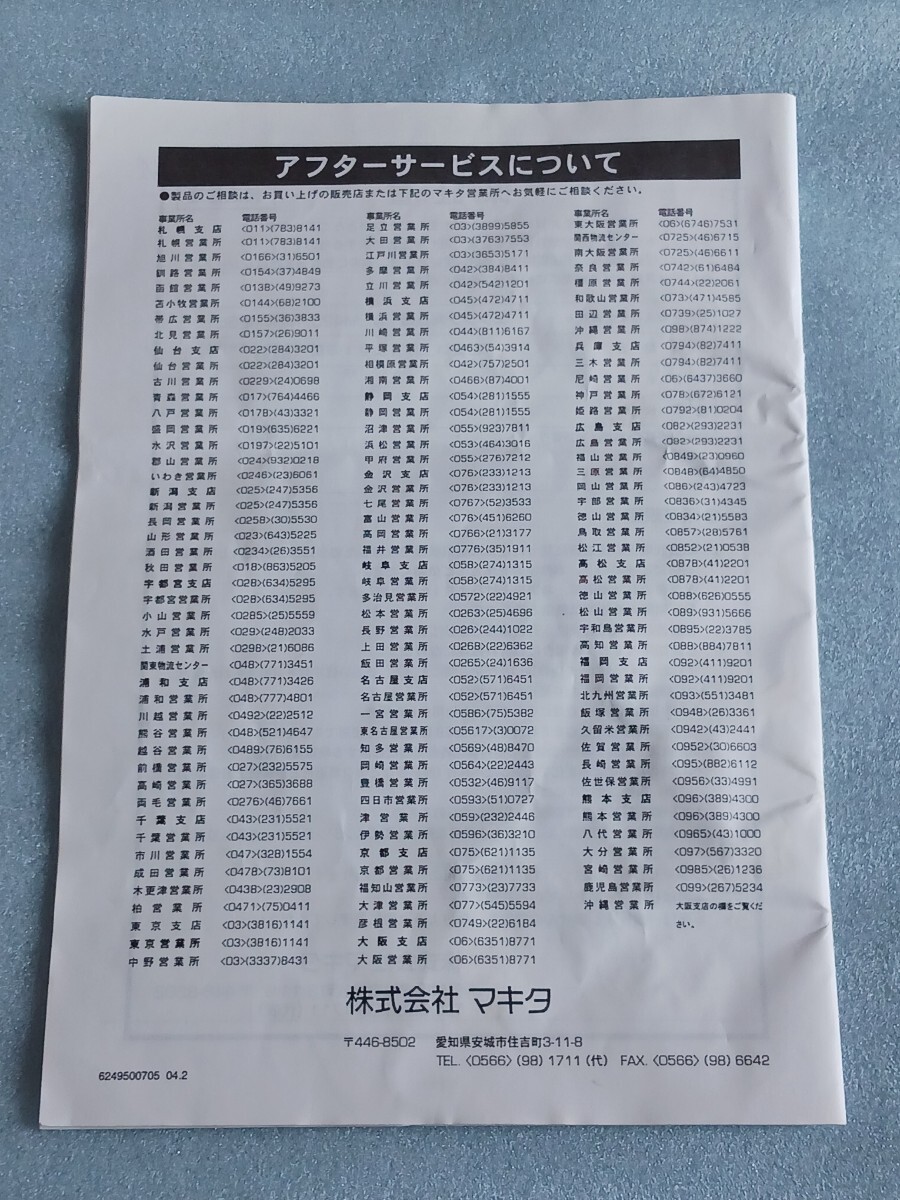 アフターサービスについて
●製品のご相談は、お買い上げの販売店または下記のマキタ営業所へお気軽にご相談ください。
事業所名 電話番号
札幌支店 <011>(783)8141
札幌営業所 <011>(783)8141
旭川営業所 <0166>(31)6501
釧路営業所 <0154>(37)4849
函館営業所 <0138>(49)9273
苫小牧営業所 <0144>(68)2100
帯広営業所 <0155>(36)3833
北見営業所 <0157>(26)9011
仙台支店 <022>(284)3201
仙台営業所 <022>(284)3201
古川営業所 <0229>(24)0698
青森営業所 <017>(764)4466
八戸営業所 <0178>(43)3321
盛岡営業所 <019>(635)6221
水沢営業所 <0197>(22)5101
郡山営業所 <024>(932)0218
いわき営業所 <0246>(23)6061
新潟支店 <025>(247)5356
新潟営業所 <025>(247)5356
長岡営業所 <0258>(30)5530
山形営業所 <023>(643)5225
酒田営業所 <0234>(26)3551
秋田営業所 <018>(863)5205
宇都宮支店 <028>(634)5295
宇都宮営業所 <028>(634)5295
小山営業所 <0285>(25)5559
水戸営業所 <029>(248)2033
土浦営業所 <0298>(21)6086
関東物流センター <048>(771)3451
浦和支店 <048>(771)3426
浦和営業所 <048>(777)4801
川越営業所 <0492>(22)2512
熊谷営業所 <048>(521)4647
越谷営業所 <0489>(76)6155
前橋営業所 <027>(232)5575
高崎営業所 <027>(365)3688
両毛営業所 <0276>(46)7661
千葉支店 <043>(231)5521
千葉営業所 <043>(231)5521
市川営業所 <047>(328)1554
成田営業所 <0478>(73)8101
木更津営業所 <0438>(23)2908
柏営業所 <0471>(75)0411
東京支店 <03>(3816)1141
東京営業所 <03>(3816)1141
中野営業所 <03>(3337)8431
事業所名 電話番号
足立営業所 <03>(3899)5855
大田営業所 <03>(3763)7553
江戸川営業所 <03>(3653)5171
多摩営業所 <042>(384)8411
立川営業所 <042>(542)1201
横浜支店 <045>(472)4711
横浜営業所 <045>(472)4711
川崎営業所 <044>(811)6167
平塚営業所 <0463>(54)3914
相模原営業所 <042>(757)2501
湘南営業所 <0466>(87)4001
静岡支店 <054>(281)1555
静岡営業所 <054>(281)1555
沼津営業所 <055>(923)7811
浜松営業所 <053>(464)3016
甲府営業所 <055>(276)7212
金沢支店 <076>(233)1213
金沢営業所 <076>(233)1213
七尾営業所 <0767>(52)3533
富山営業所 <076>(451)6260
高岡営業所 <0766>(21)3177
福井営業所 <0776>(35)1911
岐阜支店 <058>(274)1315
岐阜営業所 <058>(274)1315
多治見営業所 <0572>(22)4921
松本営業所 <0263>(25)4696
長野営業所 <026>(244)1022
上田営業所 <0268>(22)6362
飯田営業所 <0265>(24)1636
名古屋支店 <052>(571)6451
名古屋営業所 <052>(571)6451
一宮営業所 <0586>(75)5382
東名古屋営業所 <05617>(3)0072
知多営業所 <0569>(48)8470
岡崎営業所 <0564>(22)2443
豊橋営業所 <0532>(46)9117
四日市営業所 <0593>(51)0727
津営業所 <059>(232)2446
伊勢営業所 <0596>(36)3210
京都支店 <075>(621)1135
京都営業所 <075>(621)1135
福知山営業所 <0773>(23)7733
大津営業所 <077>(545)5594
彦根営業所 <0749>(22)6184
大阪支店 <06>(6351)8771
大阪営業所 <06>(6351)8771
事業所名 電話番号
東大阪営業所 <06>(6746)7531
関西物流センター <0725>(46)6715
南大阪営業所 <0725>(46)6611
奈良営業所 <0742>(61)6484
橿原営業所 <0744>(22)2061
和歌山営業所 <073>(471)4585
田辺営業所 <0739>(25)1027
沖縄営業所 <098>(874)1222
兵庫支店 <0794>(82)7411
三木営業所 <0794>(82)7411
尼崎営業所 <06>(6437)3660
神戸営業所 <078>(672)6121
姫路営業所 <0792>(81)0204
広島支店 <082>(293)2231
広島営業所 <082>(293)2231
福山営業所 <0849>(23)0960
三原営業所 <0848>(64)4850
岡山営業所 <086>(243)4723
宇部営業所 <0836>(31)4345
徳山営業所 <0834>(21)5583
鳥取営業所 <0857>(28)5761
松江営業所 <0852>(21)0538
高松支店 <0878>(41)2201
高松営業所 <0878>(41)2201
徳山営業所 <088>(626)0555
松山営業所 <089>(931)5666
宇和島営業所 <0895>(22)3785
高知営業所 <088>(884)7811
福岡支店 <092>(411)9201
福岡営業所 <092>(411)9201
北九州営業所 <093>(551)3481
飯塚営業所 <0948>(26)3361
久留米営業所 <0942>(43)2441
佐賀営業所 <0952>(30)6603
長崎営業所 <095>(882)6112
佐世保営業所 <0956>(33)4991
熊本支店 <096>(389)4300
熊本営業所 <096>(389)4300
八代営業所 <0965>(43)1000
大分営業所 <097>(567)3320
宮崎営業所 <0985>(26)1236
鹿児島営業所 <099>(267)5234
沖縄営業所 大阪支店の欄をご覧くだ
さい。
株式会社 マキタ
〒446-8502 愛知県安城市住吉町3-11-8
TEL.〈0566〉(98) 1711 (代) FAX.〈0566〉(98) 6642
6249500705 04.2